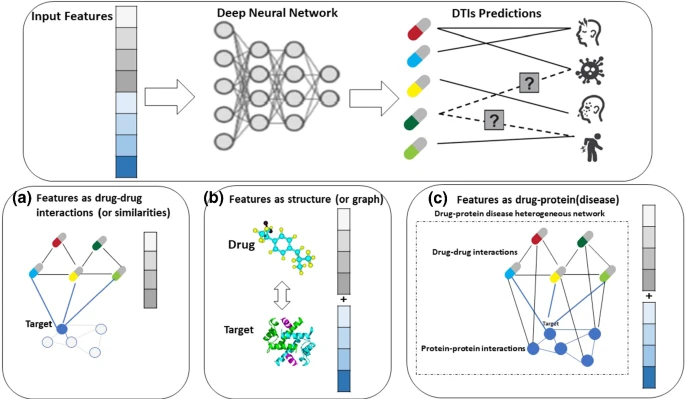 Input Features
Deep Neural Network
DTIs Predictions
?
?
(a) Features as drug-drug
interactions (or similarities)
Target
(b) Features as structure (or graph)
Drug
+
Target
(c) Features as drug-protein(disease)
Drug-protein disease heterogeneous network
Drug-drug interactions
+
Target
Protein-protein interactions